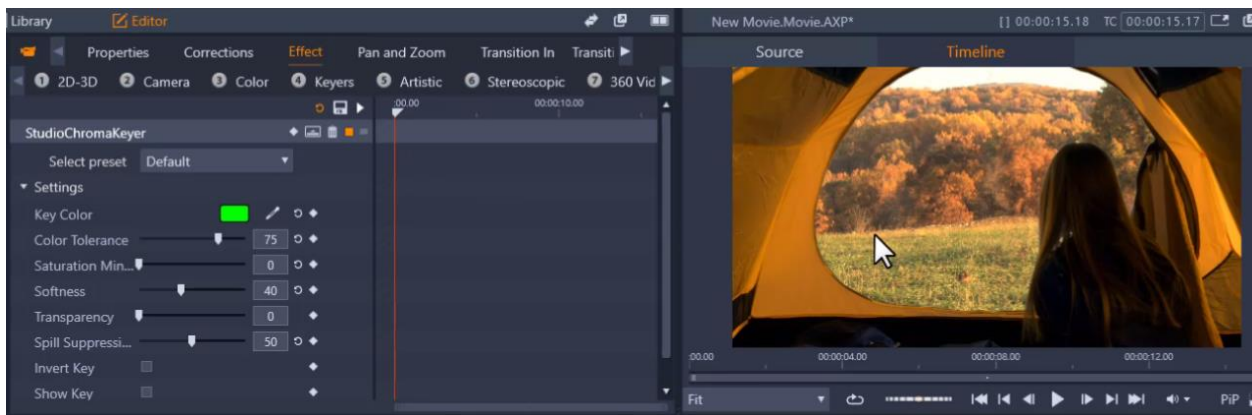 Library Editor New Movie.Movie.AXP* [] 00:00:15.18 TC 00:00:15.17
Properties Corrections Effect Pan and Zoom Transition In Transiti Source Timeline
1 2D-3D 2 Camera 3 Color 4 Keyers 5 Artistic 6 Stereoscopic 7 360 Vid
:00.00 00:00:10.00
StudioChromaKeyer
Select preset Default
Settings
Key Color
Color Tolerance 75
Saturation Min... 0
Softness 40
Transparency 0
Spill Suppressi... 50
:00.00 00:00:04.00 00:00:08.00 00:00:12.00
Invert Key
Show Key
Fit PiP